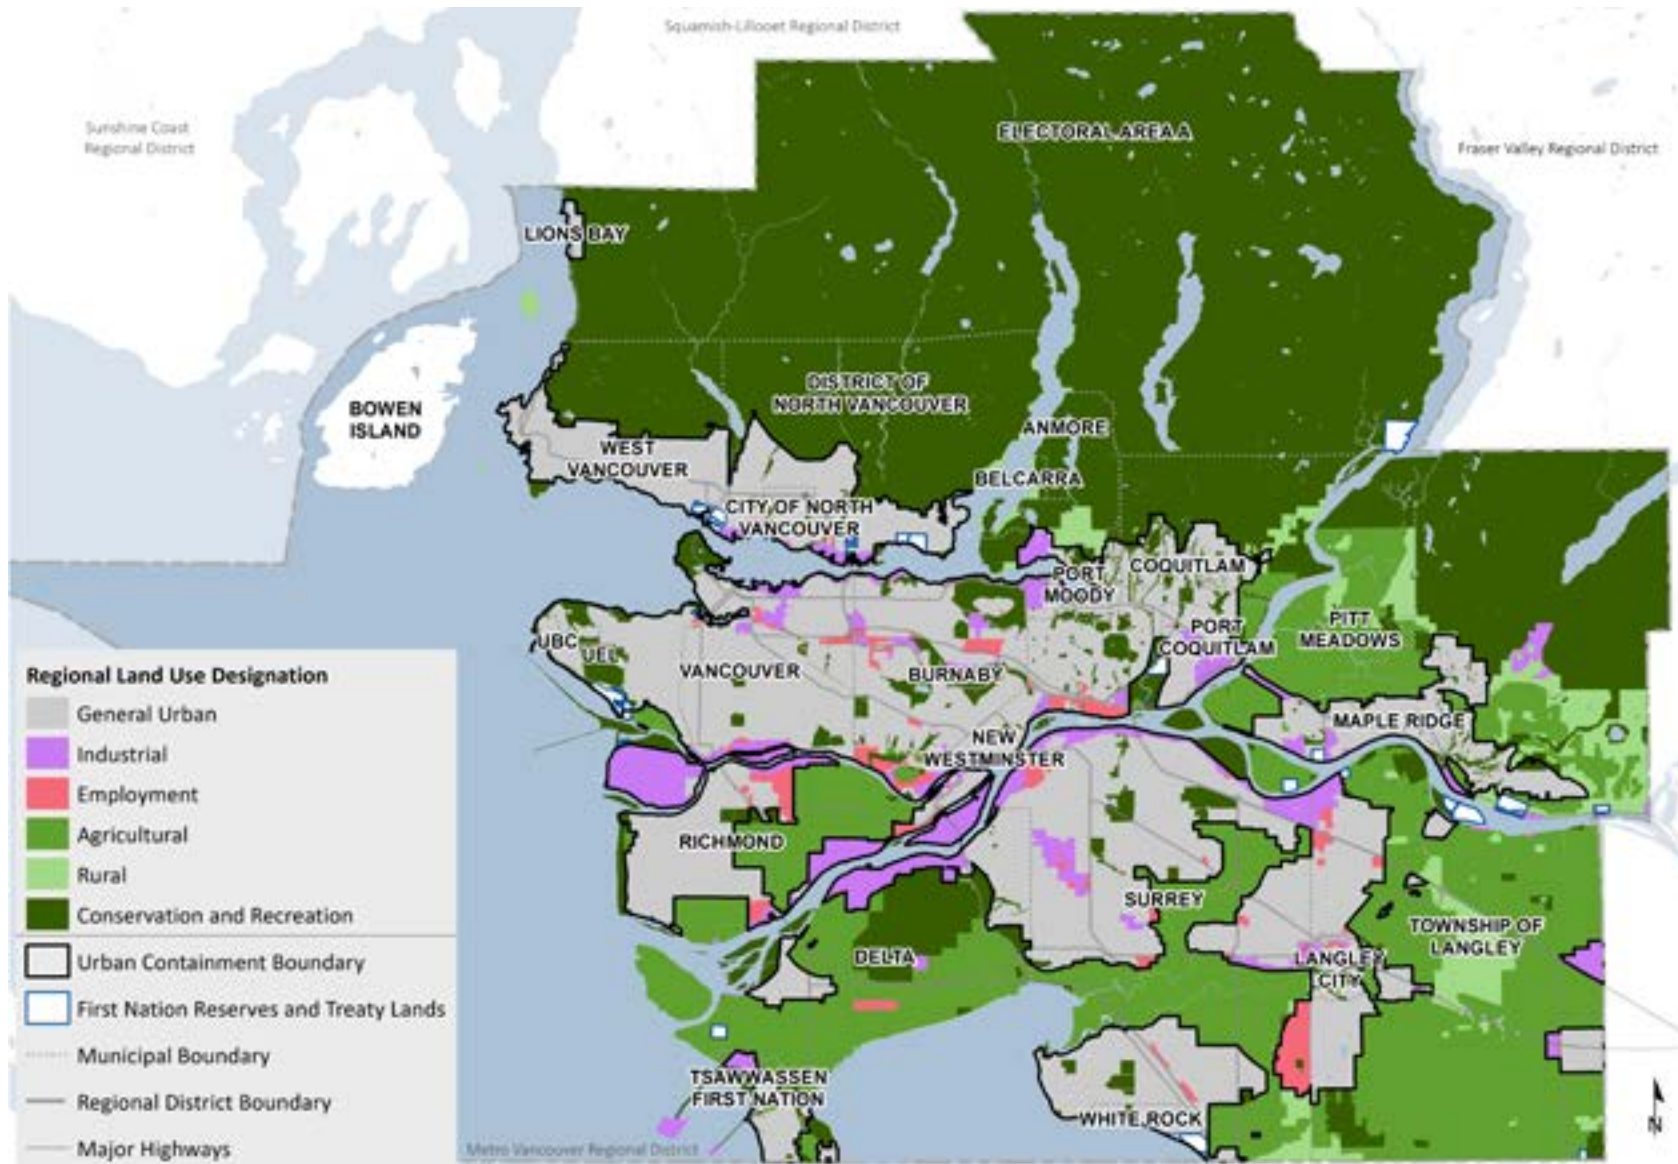 Squamish-Lillooet Regional District
Sunshine Coast
Regional District
ELECTORAL AREA A
Fraser Valley Regional District
LIONS BAY
BOWEN
ISLAND
DISTRICT OF
NORTH VANCOUVER
ANMORE
WEST
VANCOUVER
BELCARRA
CITY OF NORTH
VANCOUVER
PORT
MOODY
COQUITLAM
UBC
UEL
VANCOUVER
BURNABY
PORT
COQUITLAM
PITT
MEADOWS
NEW
WESTMINSTER
MAPLE RIDGE
RICHMOND
SURREY
DELTA
LANGLEY
CITY
TOWNSHIP OF
LANGLEY
TSAWWASSEN
FIRST NATION
WHITE ROCK
Metro Vancouver Regional District
N
Regional Land Use Designation
General Urban
Industrial
Employment
Agricultural
Rural
Conservation and Recreation
Urban Containment Boundary
First Nation Reserves and Treaty Lands
Municipal Boundary
Regional District Boundary
Major Highways